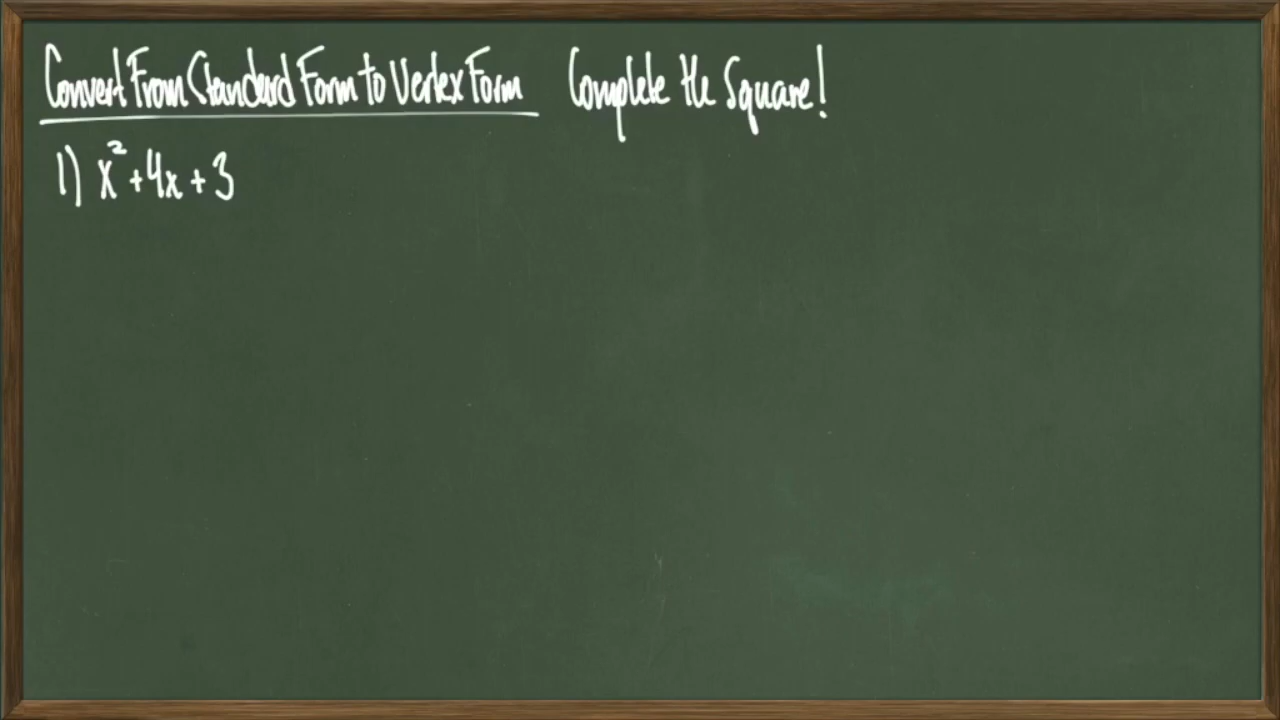 Convert From Standard Form to Vertex Form Complete the Square!
1) x² + 4x + 3